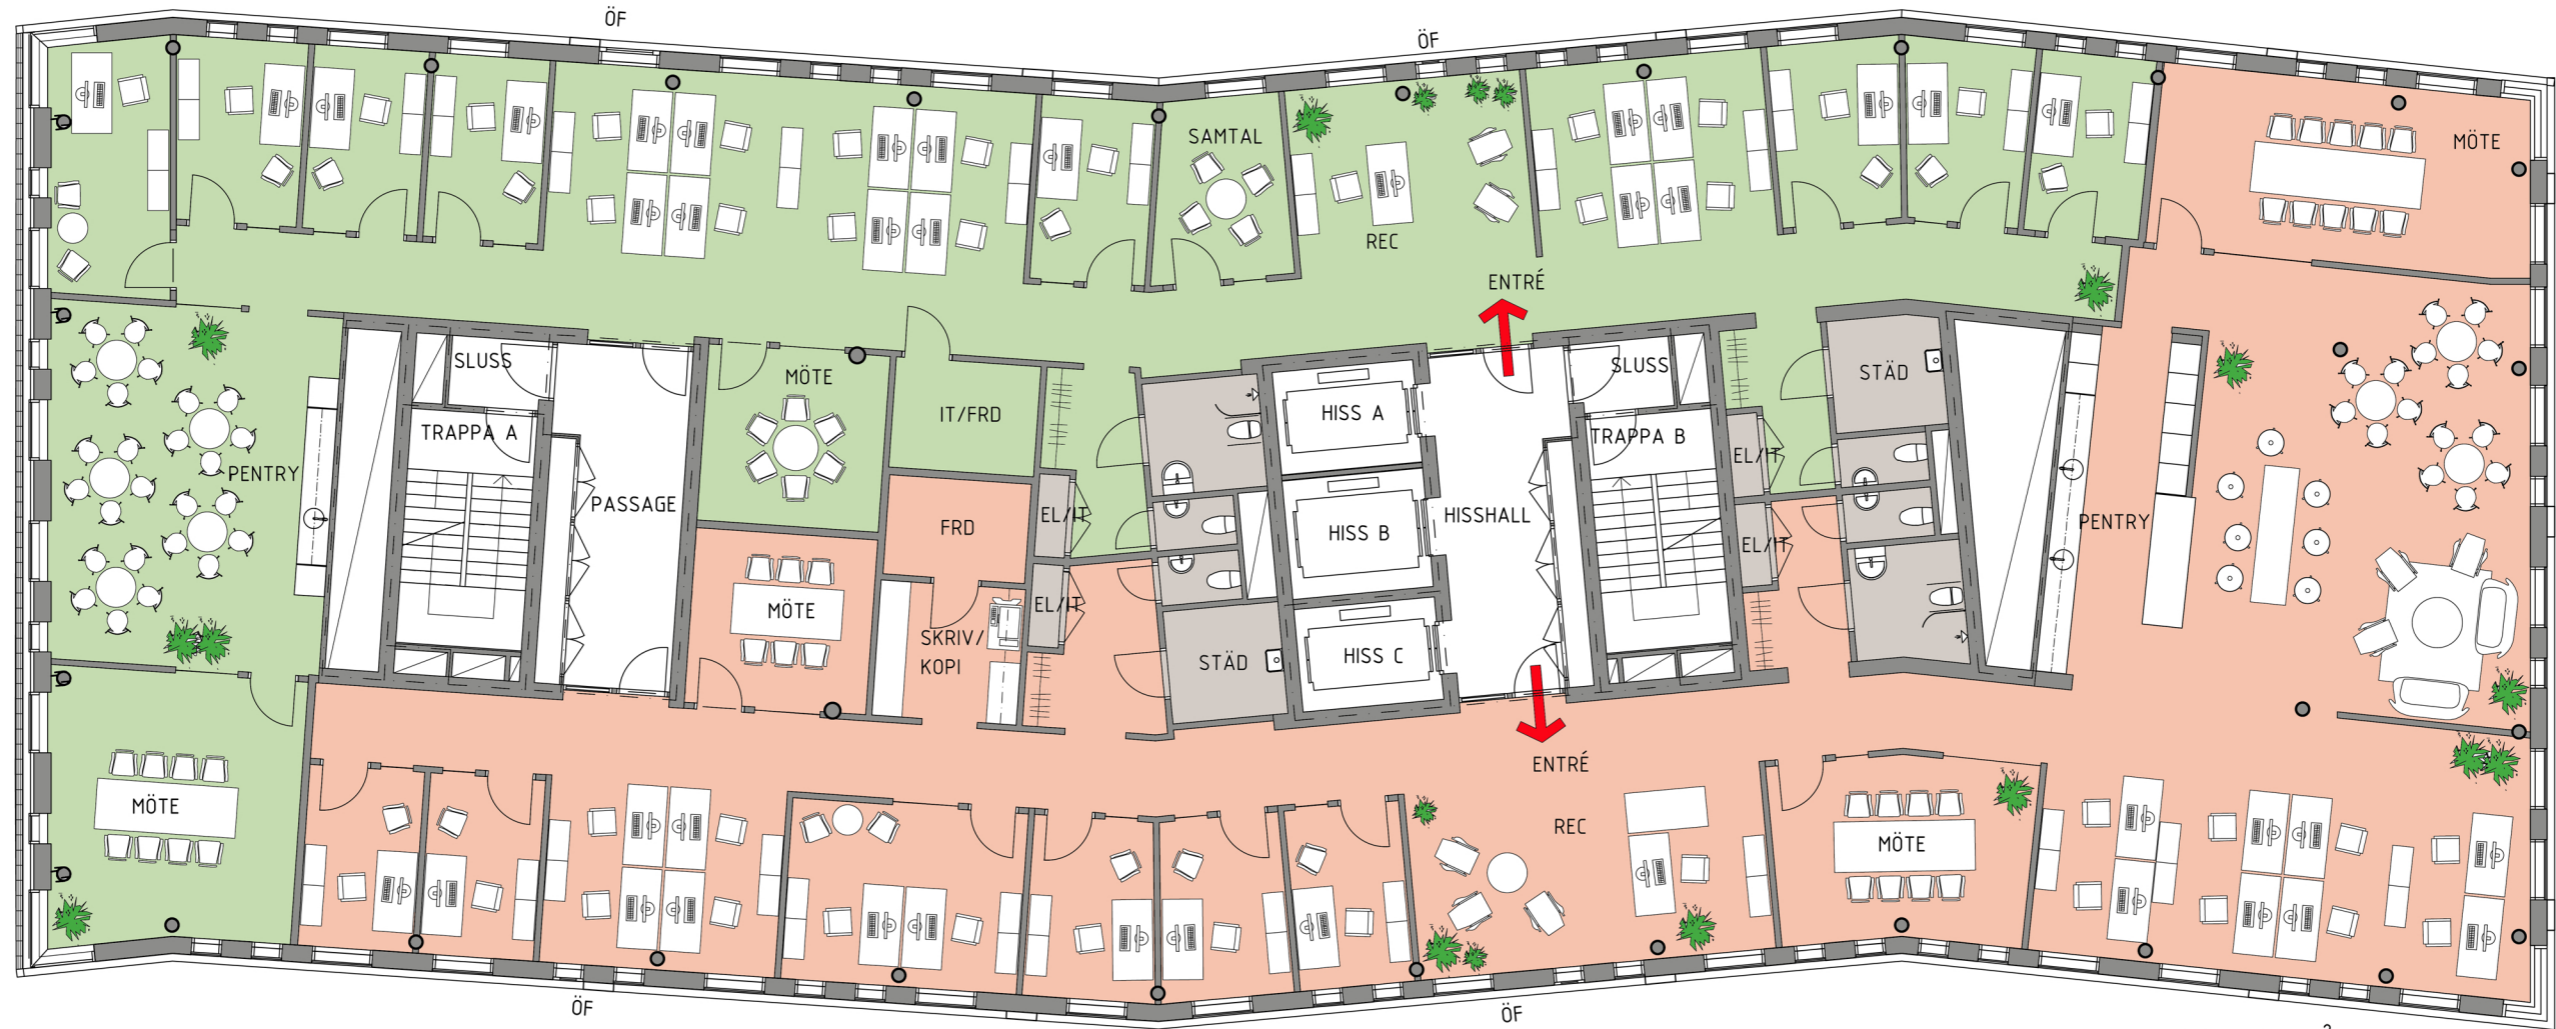 ÖF
ÖF
SAMTAL
MÖTE
REC
ENTRÉ
SLUSS
MÖTE
SLUSS
STÄD
HISS A
IT/FRD
TRAPPA A
TRAPPA B
EL/IT
PENTRY
PASSAGE
EL/IT
HISSHALL
PENTRY
FRD
HISS B
EL/IT
EL/IT
MÖTE
SKRIV/
KOPI
STÄD
HISS C
ENTRÉ
MÖTE
REC
MÖTE
ÖF
ÖF